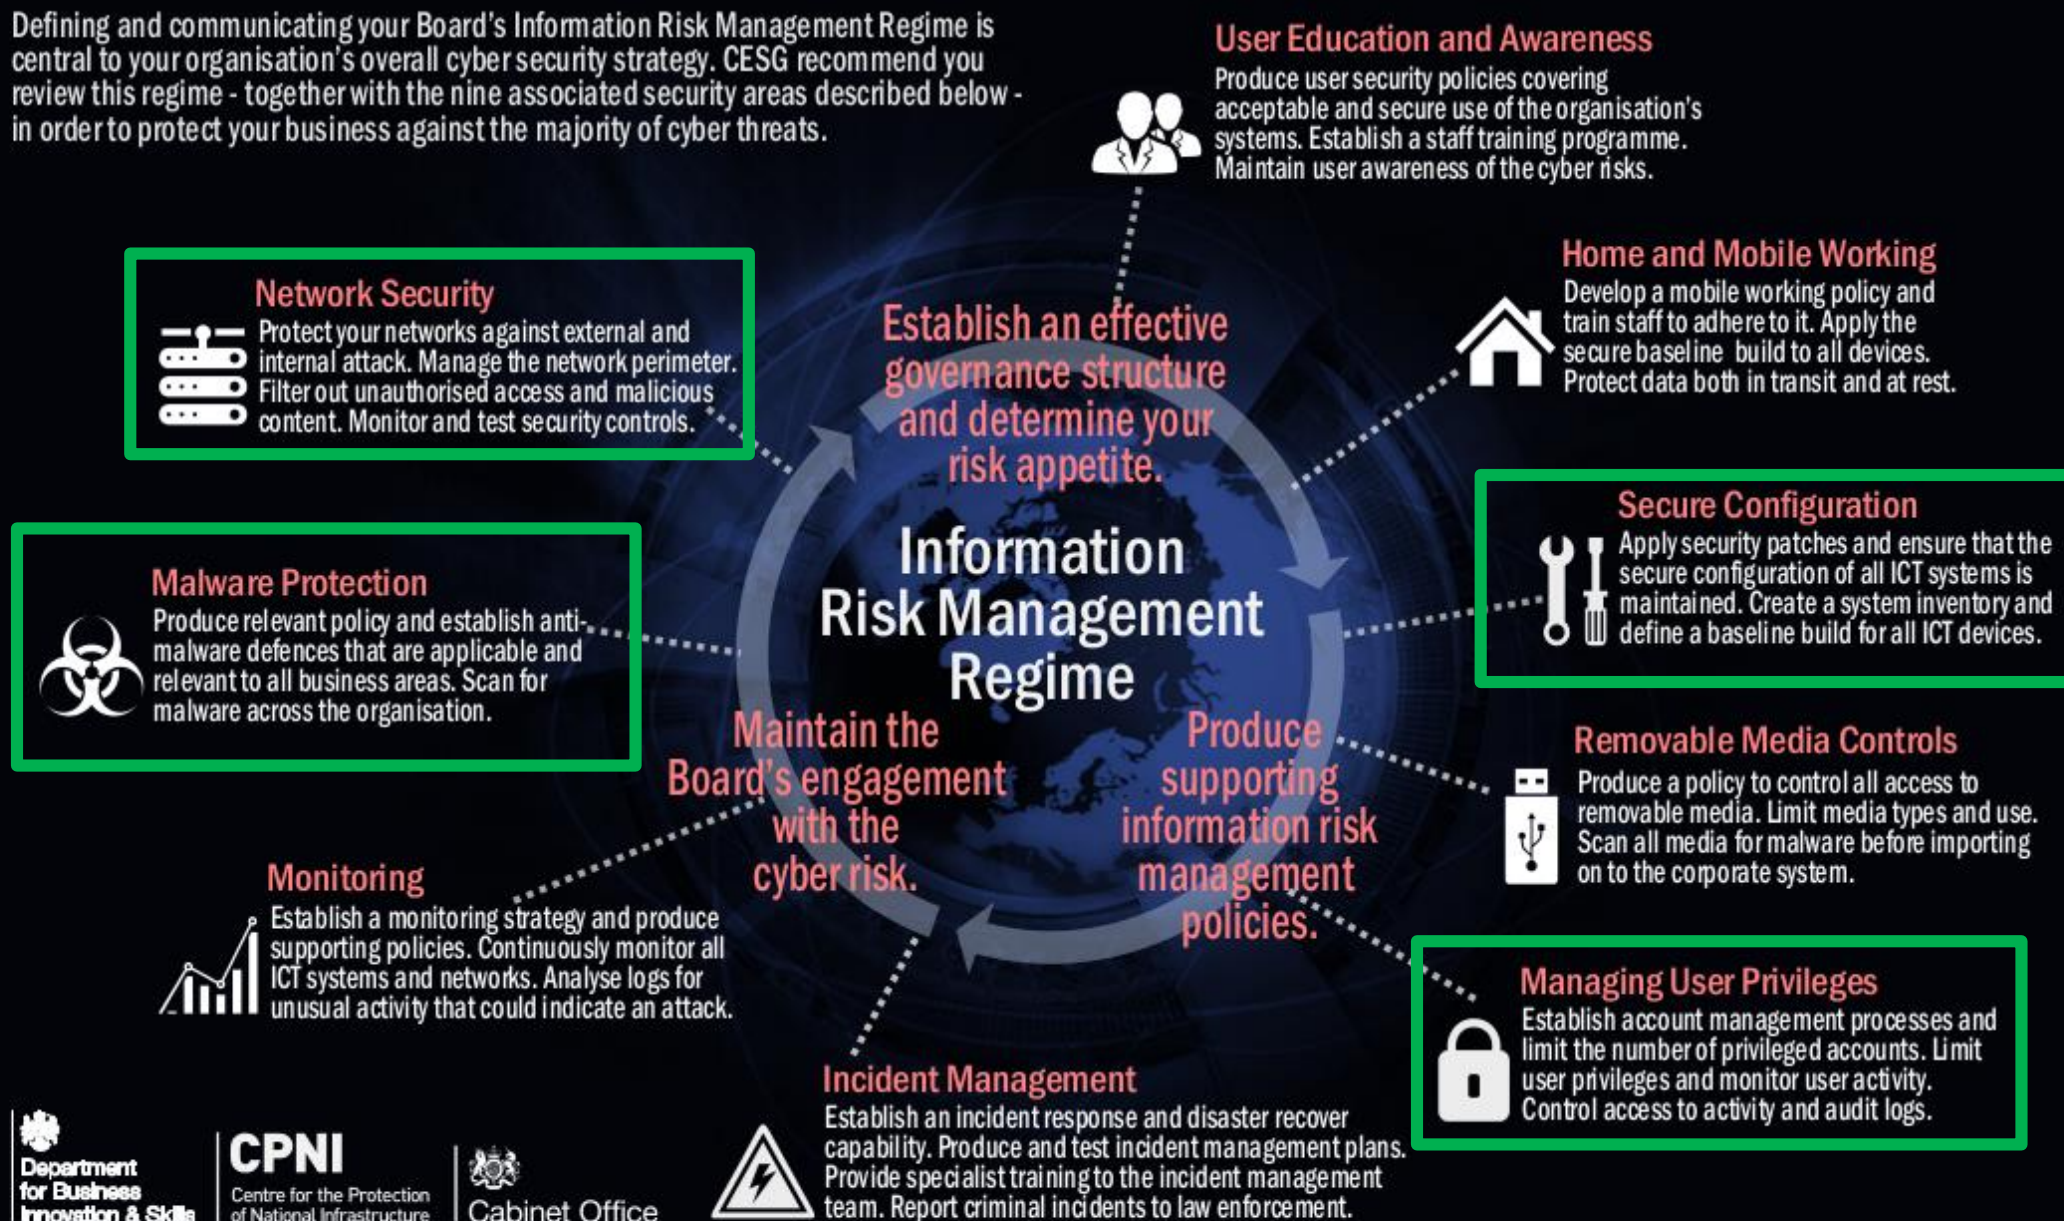 Defining and communicating your Board's Information Risk Management Regime is
central to your organisation's overall cyber security strategy. CESG recommend you
review this regime - together with the nine associated security areas described below -
in order to protect your business against the majority of cyber threats.
User Education and Awareness
Produce user security policies covering
acceptable and secure use of the organisation's
systems. Establish a staff training programme.
Maintain user awareness of the cyber risks.
Home and Mobile Working
Develop a mobile working policy and
train staff to adhere to it. Apply the
secure baseline build to all devices.
Protect data both in transit and at rest.
Network Security
Protect your networks against external and
internal attack. Manage the network perimeter.
Filter out unauthorised access and malicious
content. Monitor and test security controls.
Establish an effective
governance structure
and determine your
risk appetite.
Secure Configuration
Apply security patches and ensure that the
secure configuration of all ICT systems is
maintained. Create a system inventory and
define a baseline build for all ICT devices.
Malware Protection
Produce relevant policy and establish anti-
malware defences that are applicable and
relevant to all business areas. Scan for
malware across the organisation.
Information
Risk Management
Regime
Maintain the
Board's engagement
with the
cyber risk.
Produce
supporting
information risk
management
policies.
Removable Media Controls
Produce a policy to control all access to
removable media. Limit media types and use.
Scan all media for malware before importing
on to the corporate system.
Monitoring
Establish a monitoring strategy and produce
supporting policies. Continuously monitor all
ICT systems and networks. Analyse logs for
unusual activity that could indicate an attack.
Managing User Privileges
Establish account management processes and
limit the number of privileged accounts. Limit
user privileges and monitor user activity.
Control access to activity and audit logs.
Incident Management
Establish an incident response and disaster recover
capability. Produce and test incident management plans.
Provide specialist training to the incident management
team. Report criminal incidents to law enforcement.
Department
for Business
Innovation & Skills
CPNI
Centre for the Protection
of National Infrastructure
Cabinet Office